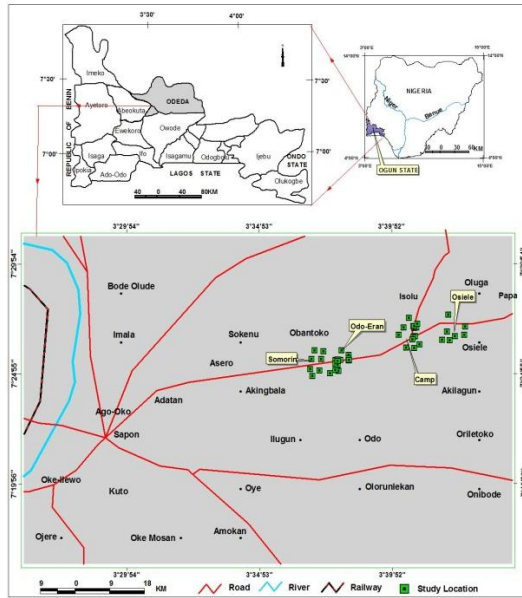 3°30' 4°00'
7°30'
7°00'
7°30'
7°00'
Imeko
ODEDA
Ayetoro
Abeokuta
Ewekora
Owode
Ifo
Isaga
Isagamu
Odogbolu
Ijebu
ONDO STATE
Ipokia
Ado-Odo
LAGOS STATE
Olukogbe
REPUBLIC OF BENIN
40 0 40 80KM
NIGERIA
Niger
Benue
OGUN STATE
3°29'54" 3°34'53" 3°39'52"
7°29'54"
7°24'55"
7°19'56"
Bode Olude
Isolu
Oluga
Papa
Osiele
Imala
Sokenu
Obantoko
Odo-Eran
Osiele
Asero
Somorin
Camp
Adatan
Akingbala
Akilagun
Ago-Oko
Sapon
Ilugun
Odo
Oriletoko
Oke-Ilewo
Kuto
Oye
Olorunlekan
Onibode
Ojere
Oke Mosan
Amokan
3°29'54" 3°34'53" 3°39'52"
9 0 9 18 KM
Road River Railway Study Location